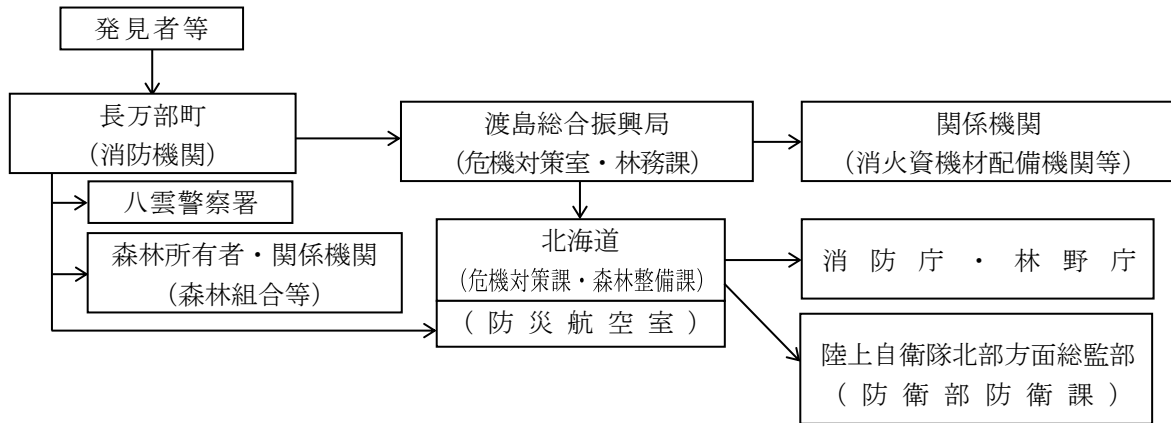 発見者等
長万部町
(消防機関)
渡島総合振興局
(危機対策室・林務課)
関係機関
(消火資機材配備機関等)
八雲警察署
森林所有者・関係機関
(森林組合等)
北海道
(危機対策課・森林整備課)
(防災航空室)
消防庁・林野庁
陸上自衛隊北部方面総監部
(防衛部防衛課)